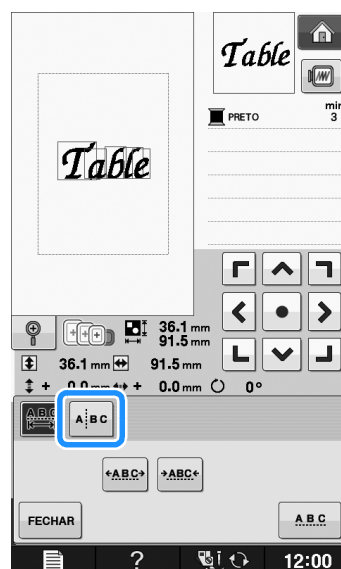 Table
Table
PRETO
min
3
36.1 mm
91.5 mm
36.1 mm 91.5 mm
+ 0.0 mm + 0.0 mm 0°
ABC
A BC
ABC ABC
FECHAR ABC
? 12:00